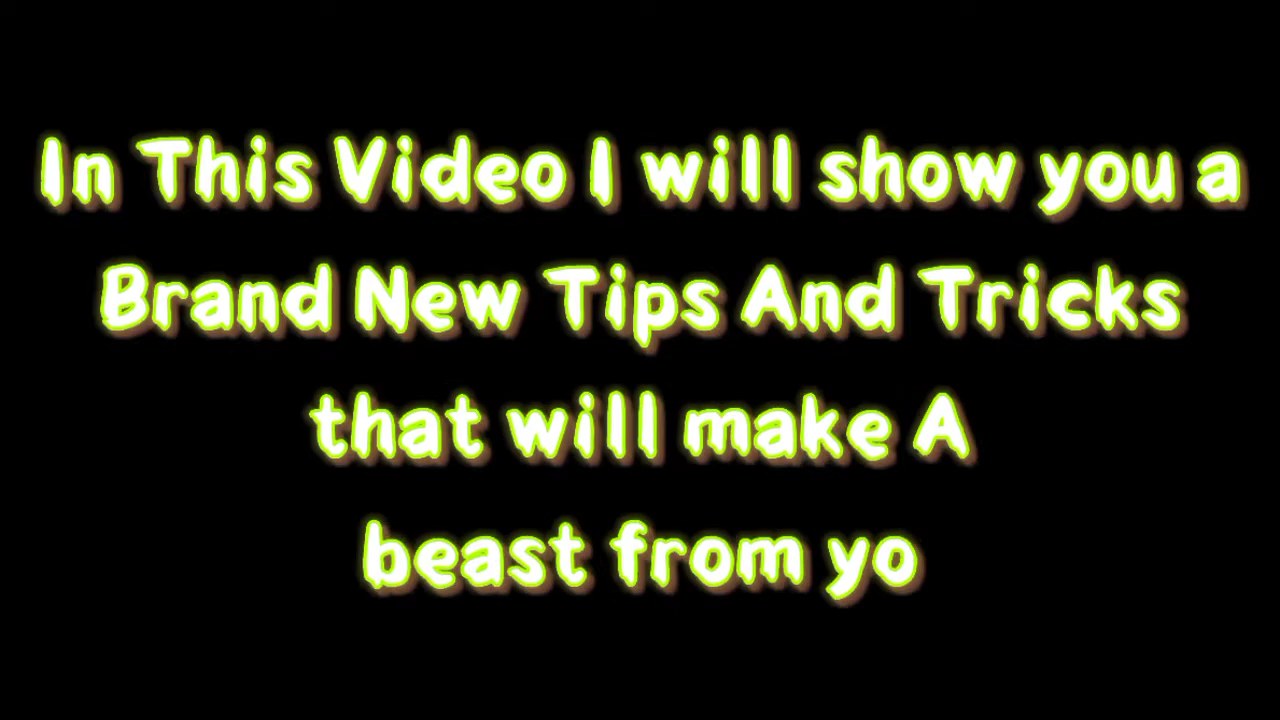 In This Video I will show you a
Brand New Tips And Tricks
that will make A
beast from yo